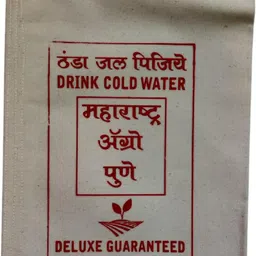 ठंडा जल पिजिये
DRINK COLD WATER
महाराष्ट्र
ॲग्रो
पुणे
DELUXE GUARANTEED